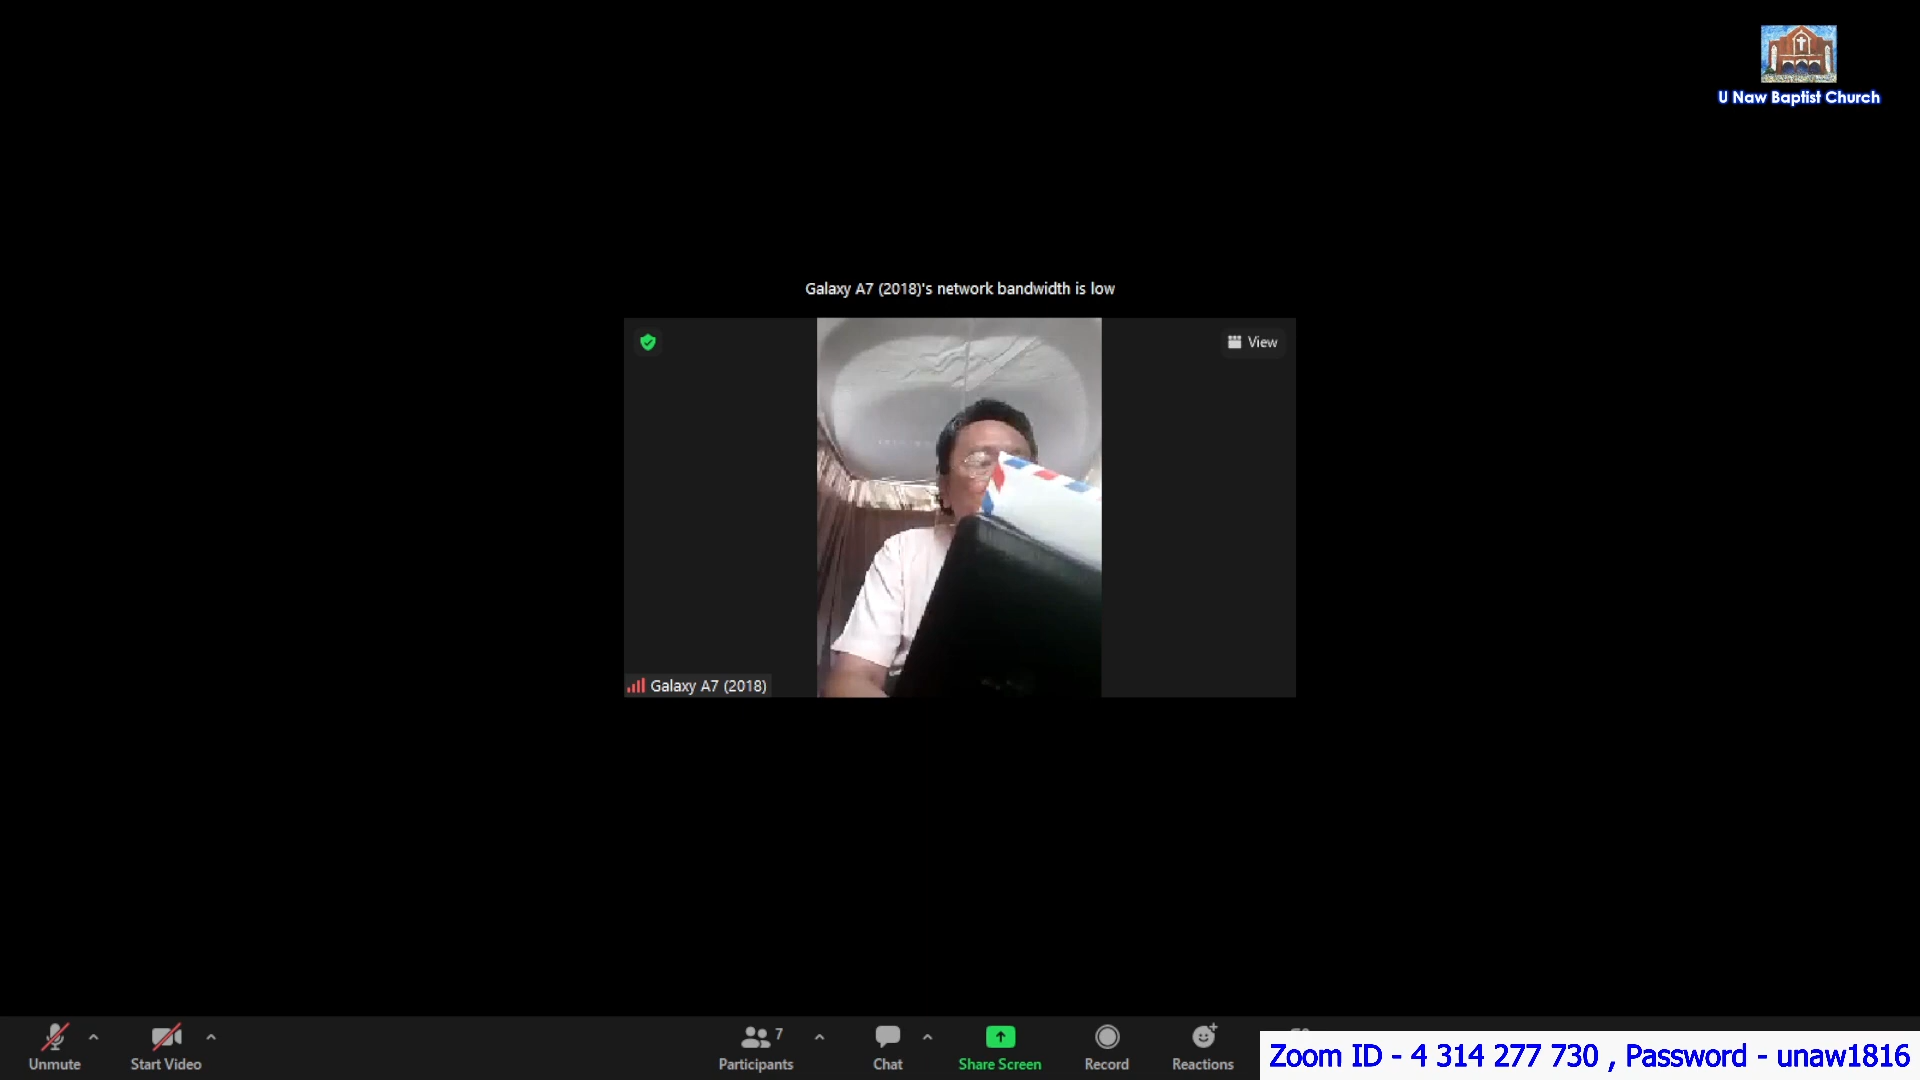 U Naw Baptist Church
Galaxy A7 (2018)'s network bandwidth is low
View
Galaxy A7 (2018)
7
Unmute
Start Video
Participants
Chat
Share Screen
Record
Reactions
Zoom ID - 4 314 277 730 , Password - unaw1816